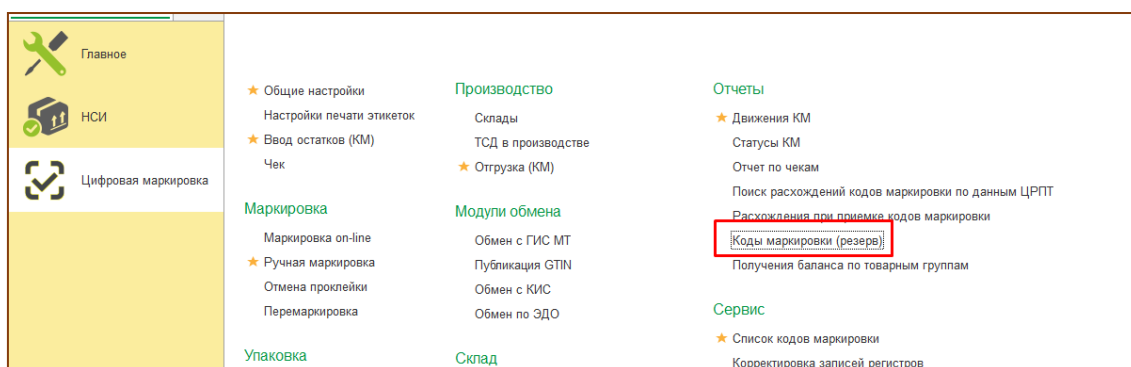 Главное
НСИ
Цифровая маркировка
Общие настройки
Настройки печати этикеток
Ввод остатков (КМ)
Чек
Маркировка
Маркировка on-line
Ручная маркировка
Отмена проклейки
Перемаркировка
Упаковка
Производство
Склады
ТСД в производстве
Отгрузка (КМ)
Модули обмена
Обмен с ГИС МТ
Публикация GTIN
Обмен с КИС
Обмен по ЭДО
Склад
Отчеты
Движения КМ
Статусы КМ
Отчет по чекам
Поиск расхождений кодов маркировки по данным ЦРПТ
Расхождения при приемке кодов маркировки
Коды маркировки (резерв)
Получения баланса по товарным группам
Сервис
Список кодов маркировки
Корректировка записей регистров